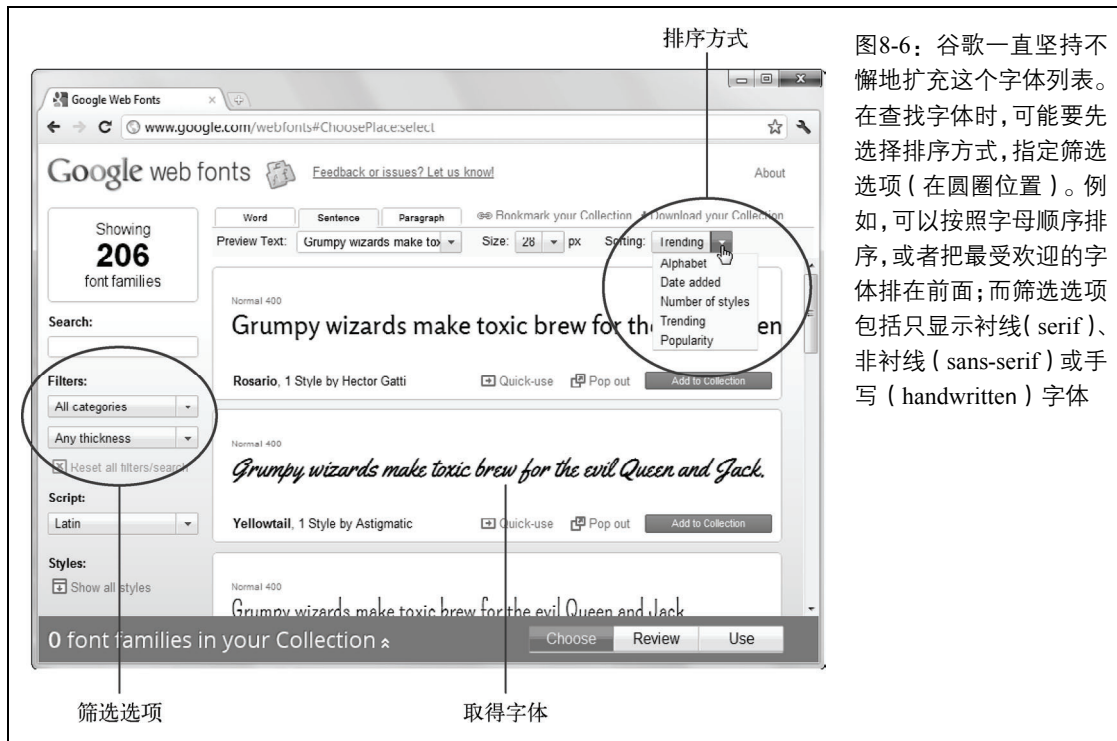 排序方式
Google Web Fonts
www.google.com/webfonts#ChoosePlace:select
Google web fonts Feedback or issues? Let us know! About
Showing
206
font families
Word Sentence Paragraph Bookmark your Collection Download your Collection
Preview Text: Grumpy wizards make tox Size: 28 px Sorting: Trending
Alphabet
Date added
Number of styles
Trending
Popularity
Search:
Filters:
All categories
Any thickness
Reset all filters/search
Script:
Latin
Styles:
Show all styles
Normal 400
Grumpy wizards make toxic brew for the en
Rosario, 1 Style by Hector Gatti Quick-use Pop out Add to Collection
Normal 400
Grumpy wizards make toxic brew for the evil Queen and Jack.
Yellowtail, 1 Style by Astigmatic Quick-use Pop out Add to Collection
Normal 400
Grumpy wizards make toxic brew for the evil Queen and Jack
0 font families in your Collection Choose Review Use
筛选选项
取得字体
图8-6：谷歌一直坚持不
懈地扩充这个字体列表。
在查找字体时，可能要先
选择排序方式，指定筛选
选项（在圆圈位置）。例
如，可以按照字母顺序排
序，或者把最受欢迎的字
体排在前面；而筛选选项
包括只显示衬线（serif）、
非衬线（sans-serif）或手
写（handwritten）字体